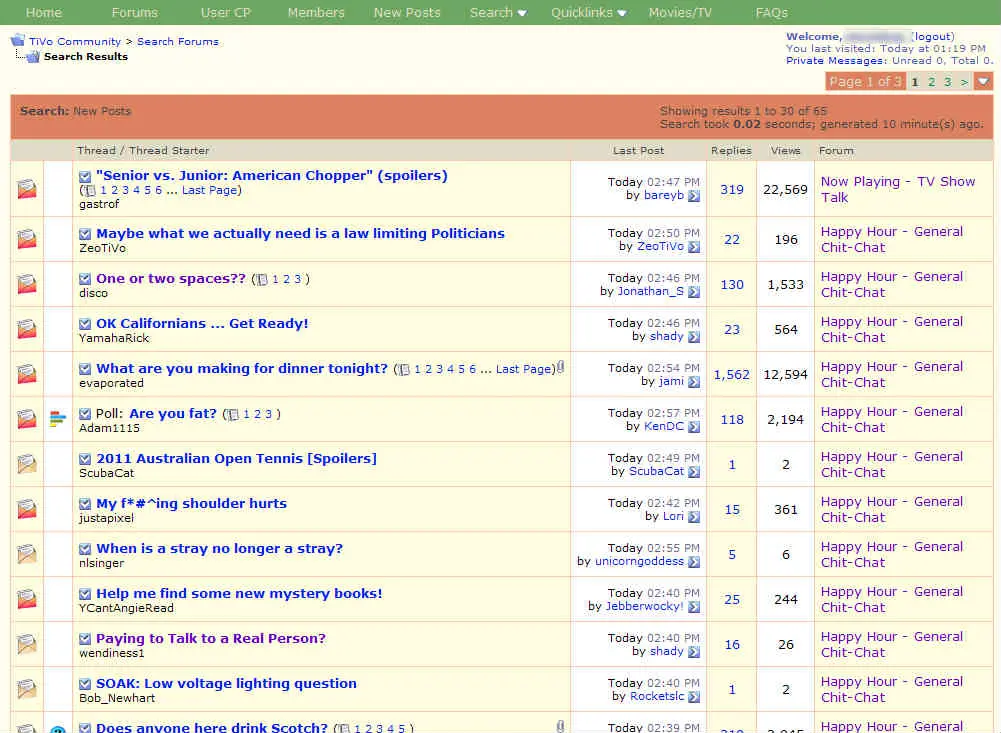 Home Forums User CP Members New Posts Search Quicklinks Movies/TV FAQs
TiVo Community > Search Forums
Search Results
Welcome, (logout)
You last visited: Today at 01:19 PM
Private Messages: Unread 0, Total 0.
Page 1 of 3 1 2 3 >
Search: New Posts
Showing results 1 to 30 of 65
Search took 0.02 seconds; generated 10 minute(s) ago.
Thread / Thread Starter Last Post Replies Views Forum
"Senior vs. Junior: American Chopper" (spoilers)
( 1 2 3 4 5 6 ... Last Page)
gastrof
Today 02:47 PM
by bareyb
319 22,569
Now Playing - TV Show
Talk
Maybe what we actually need is a law limiting Politicians
ZeoTiVo
Today 02:50 PM
by ZeoTiVo
22 196
Happy Hour - General
Chit-Chat
One or two spaces?? ( 1 2 3 )
disco
Today 02:46 PM
by Jonathan_S
130 1,533
Happy Hour - General
Chit-Chat
OK Californians ... Get Ready!
YamahaRick
Today 02:46 PM
by shady
23 564
Happy Hour - General
Chit-Chat
What are you making for dinner tonight? ( 1 2 3 4 5 6 ... Last Page)
evaporated
Today 02:54 PM
by jami
1,562 12,594
Happy Hour - General
Chit-Chat
Poll: Are you fat? ( 1 2 3 )
Adam1115
Today 02:57 PM
by KenDC
118 2,194
Happy Hour - General
Chit-Chat
2011 Australian Open Tennis [Spoilers]
ScubaCat
Today 02:49 PM
by ScubaCat
1 2
Happy Hour - General
Chit-Chat
My f*#^ing shoulder hurts
justapixel
Today 02:42 PM
by Lori
15 361
Happy Hour - General
Chit-Chat
When is a stray no longer a stray?
nlsinger
Today 02:55 PM
by unicorngoddess
5 6
Happy Hour - General
Chit-Chat
Help me find some new mystery books!
YCantAngieRead
Today 02:40 PM
by Jebberwocky!
25 244
Happy Hour - General
Chit-Chat
Paying to Talk to a Real Person?
wendiness1
Today 02:40 PM
by shady
16 26
Happy Hour - General
Chit-Chat
SOAK: Low voltage lighting question
Bob_Newhart
Today 02:40 PM
by Rocketslc
1 2
Happy Hour - General
Chit-Chat
Does anyone here drink Scotch? ( 1 2 3 4 5 )
Today 02:39 PM
Happy Hour - General